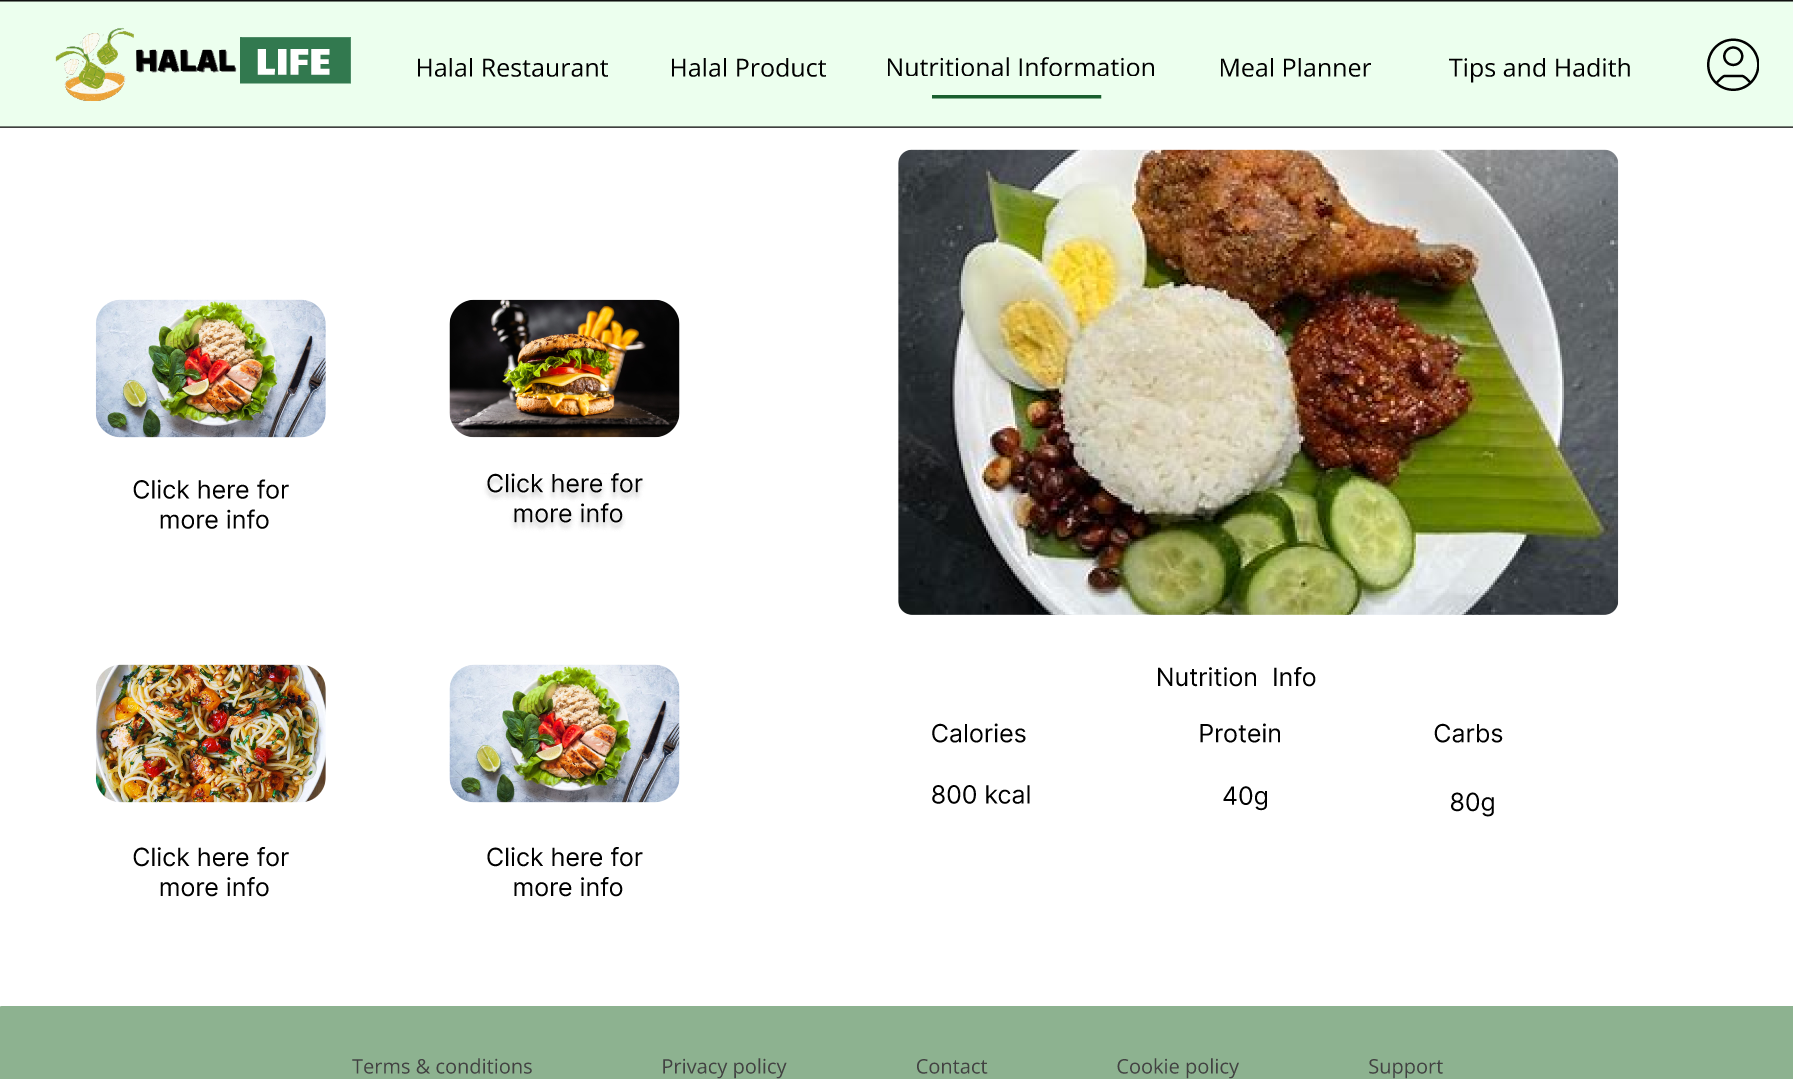 HALAL LIFE
Halal Restaurant
Halal Product
Nutritional Information
Meal Planner
Tips and Hadith
Click here for
more info
Click here for
more info
Click here for
more info
Click here for
more info
Nutrition Info
Calories
Protein
Carbs
800 kcal
40g
80g
Terms & conditions
Privacy policy
Contact
Cookie policy
Support